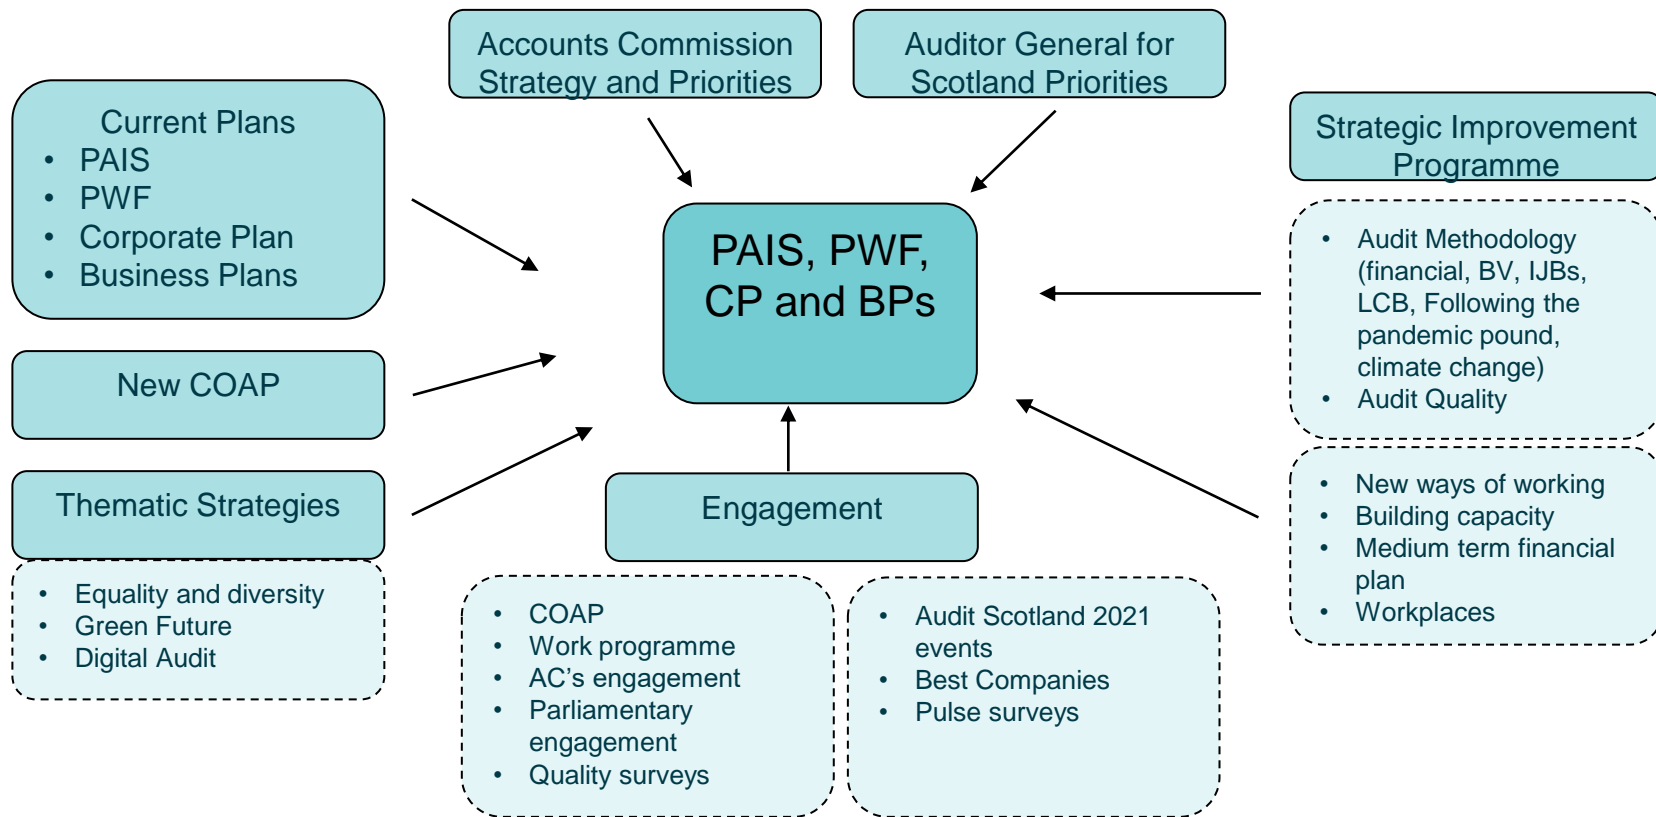 Accounts Commission
Strategy and Priorities
Auditor General for
Scotland Priorities
Current Plans
• PAIS
• PWF
• Corporate Plan
• Business Plans
New COAP
Thematic Strategies
• Equality and diversity
• Green Future
• Digital Audit
PAIS, PWF,
CP and BPs
Engagement
• COAP
• Work programme
• AC’s engagement
• Parliamentary
engagement
• Quality surveys
• Audit Scotland 2021
events
• Best Companies
• Pulse surveys
Strategic Improvement
Programme
• Audit Methodology
(financial, BV, IJBs,
LCB, Following the
pandemic pound,
climate change)
• Audit Quality
• New ways of working
• Building capacity
• Medium term financial
plan
• Workplaces